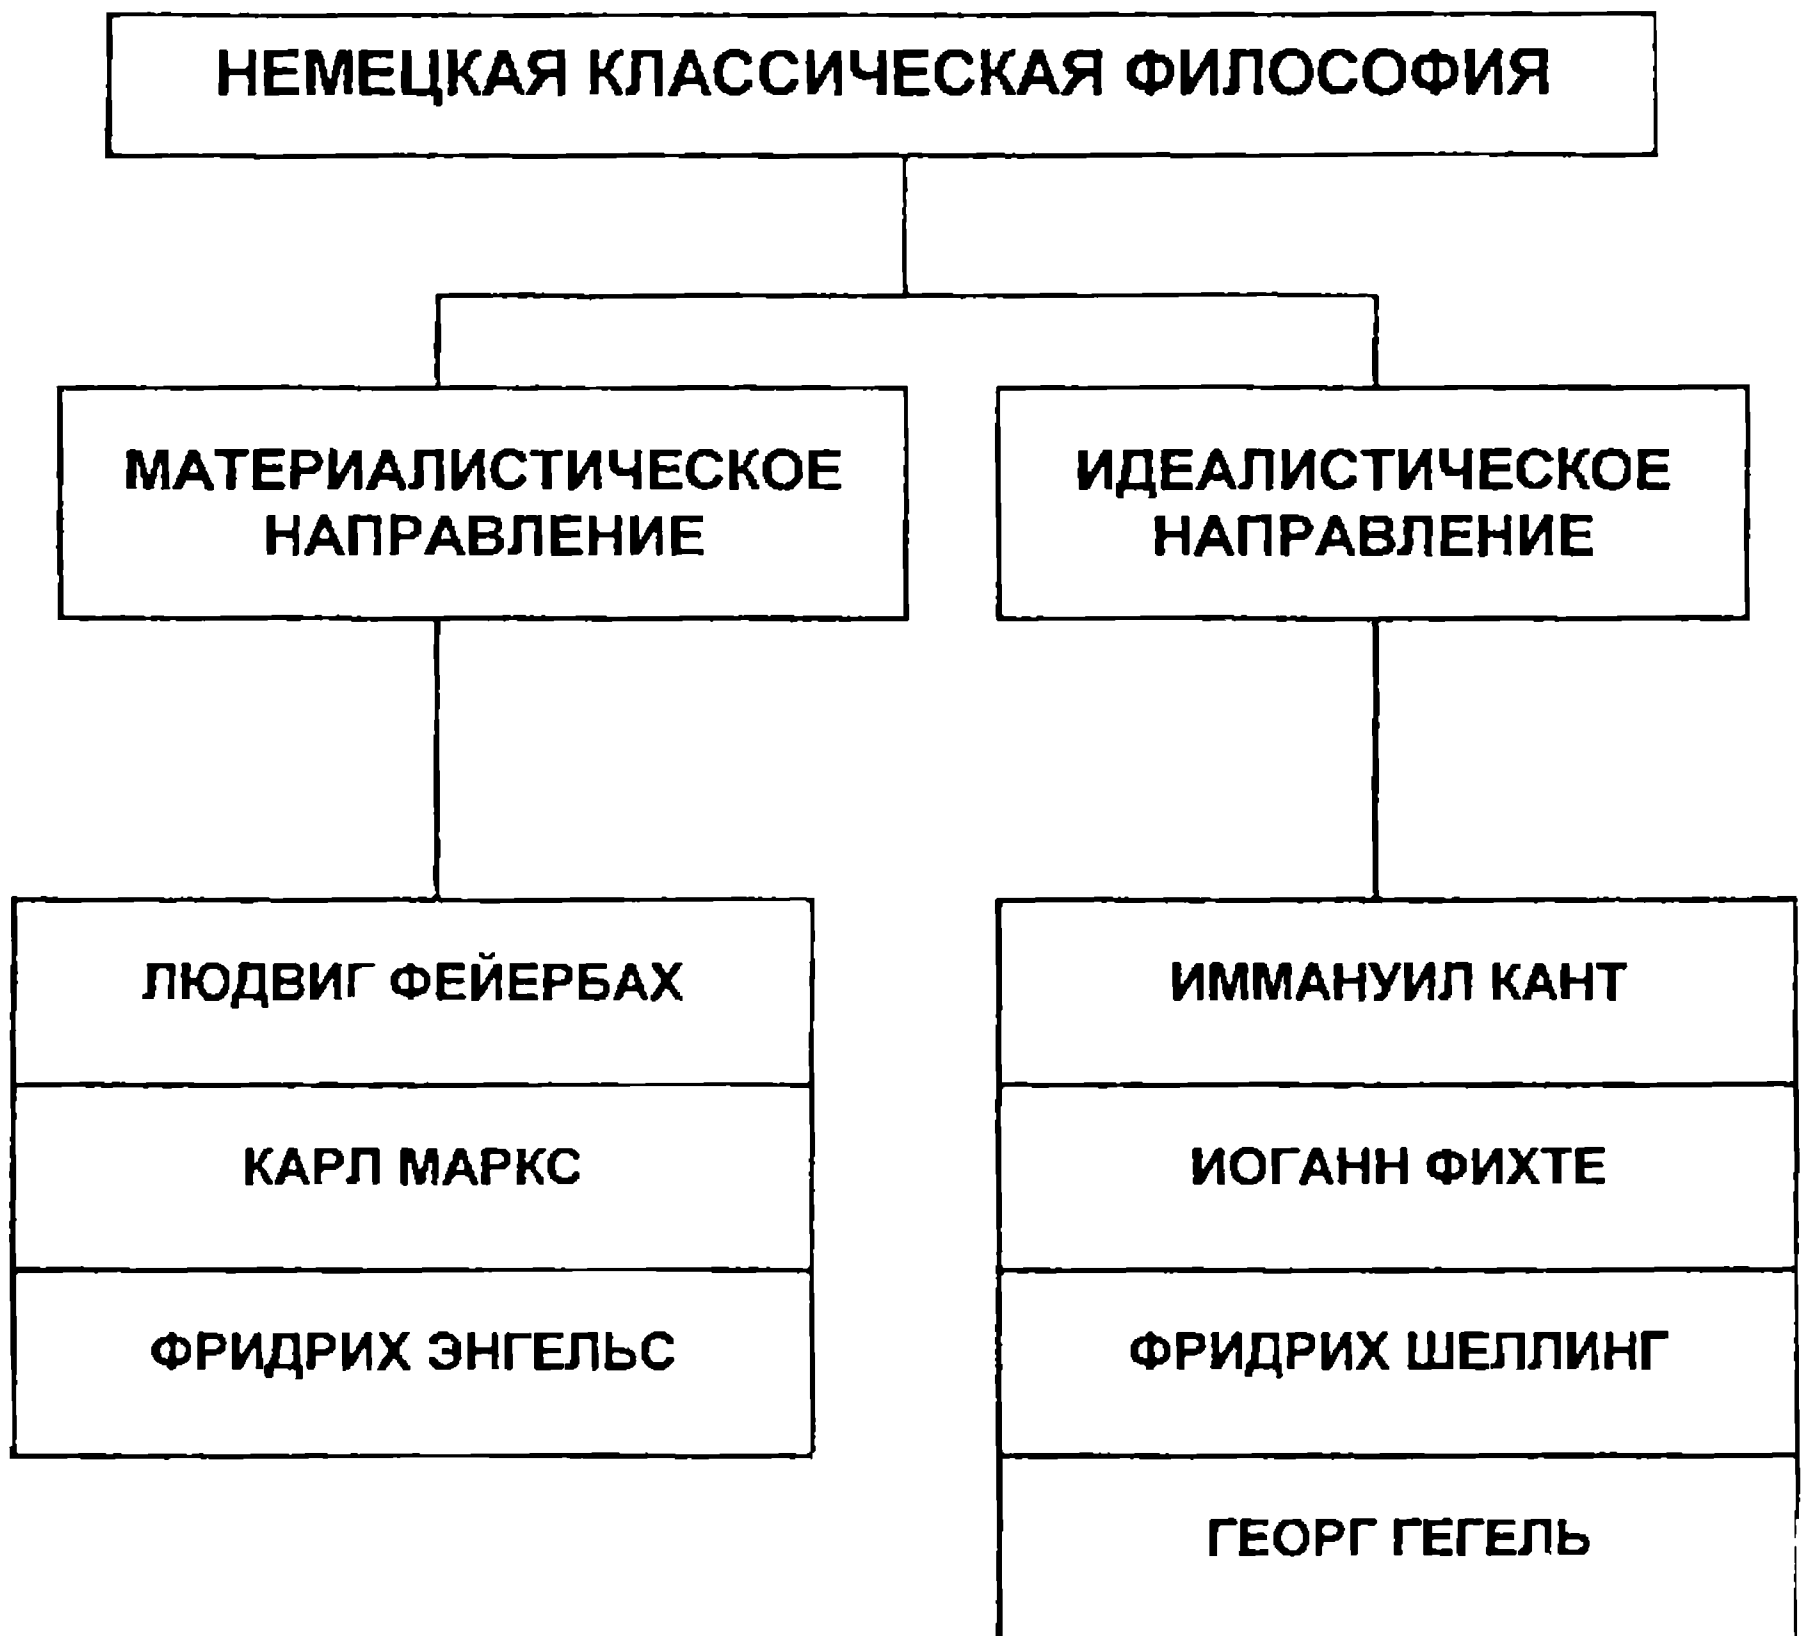 НЕМЕЦКАЯ КЛАССИЧЕСКАЯ ФИЛОСОФИЯ
МАТЕРИАЛИСТИЧЕСКОЕ
НАПРАВЛЕНИЕ
ИДЕАЛИСТИЧЕСКОЕ
НАПРАВЛЕНИЕ
ЛЮДВИГ ФЕЙЕРБАХ
КАРЛ МАРКС
ФРИДРИХ ЭНГЕЛЬС
ИММАНУИЛ КАНТ
ИОГАНН ФИХТЕ
ФРИДРИХ ШЕЛЛИНГ
ГЕОРГ ГЕГЕЛЬ